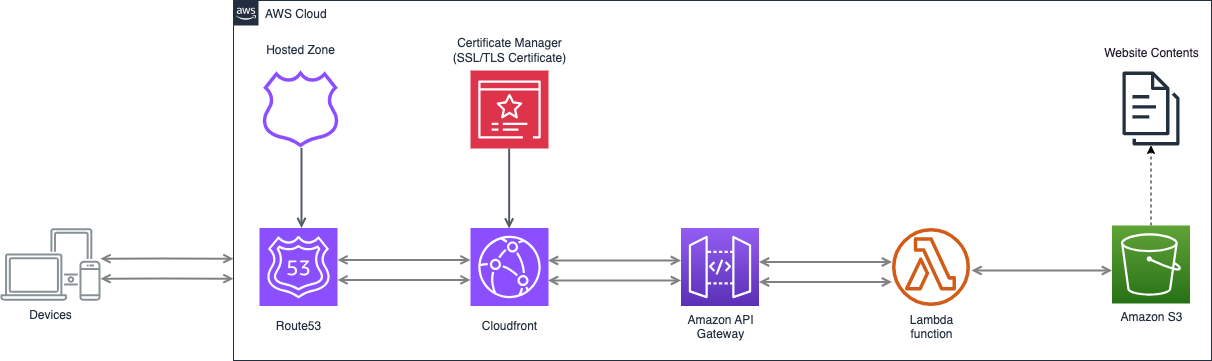 aws
AWS Cloud
Hosted Zone
Certificate Manager
(SSL/TLS Certificate)
Website Contents
53
</>
Devices
Route53
Cloudfront
Amazon API
Gateway
Lambda
function
Amazon S3